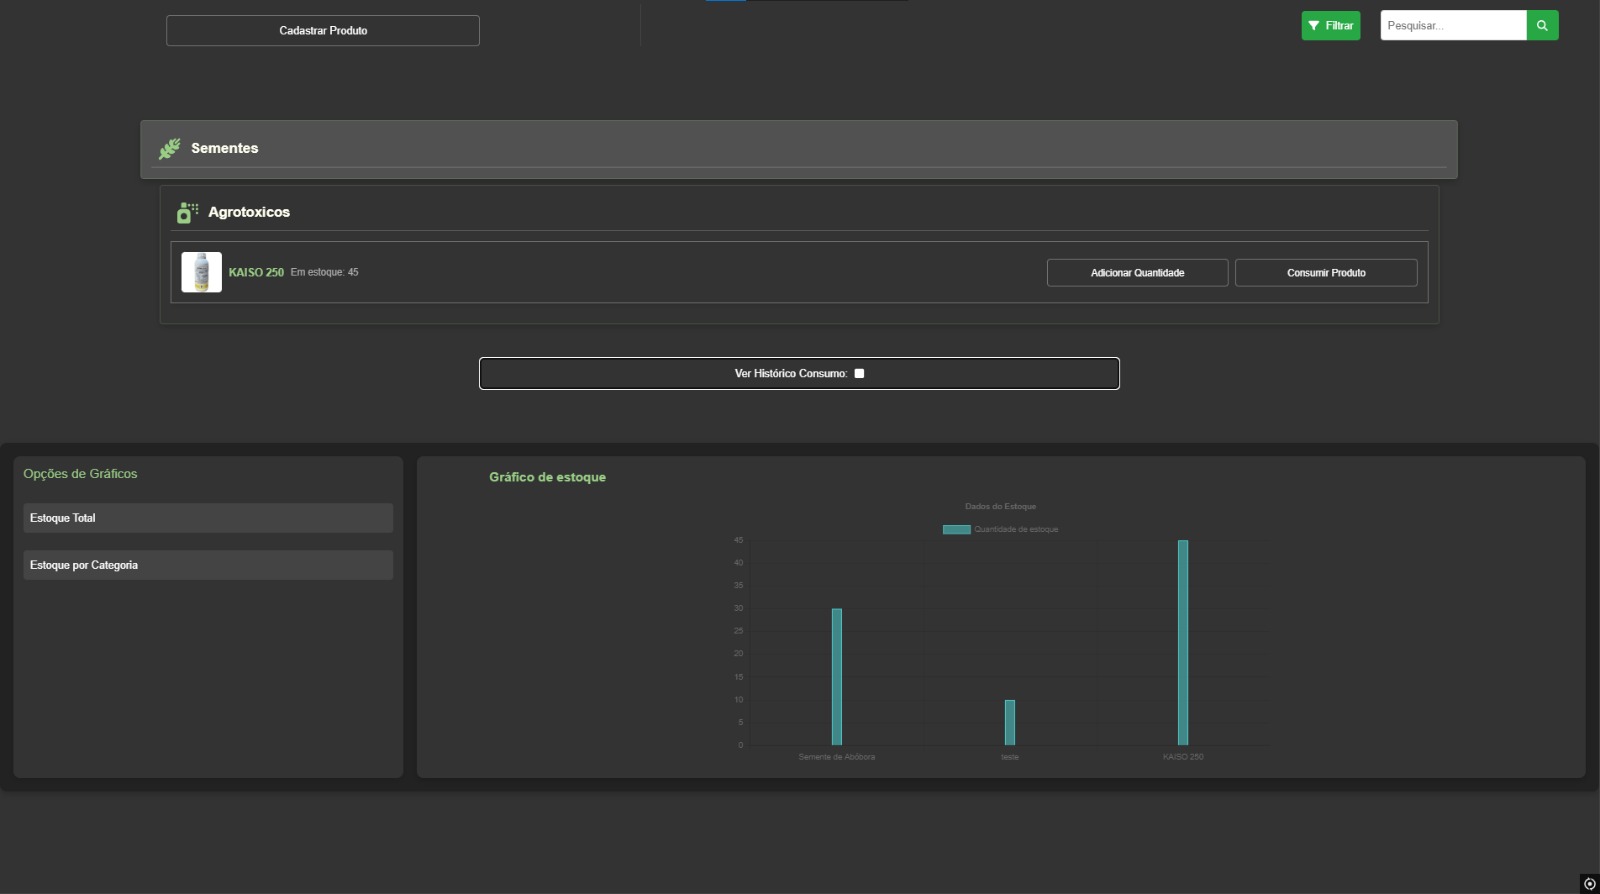 Cadastrar Produto
Filtrar
Pesquisar...
Sementes
Agrotoxicos
KAISO 250 Em estoque: 45
Adicionar Quantidade
Consumir Produto
Ver Histórico Consumo:
Opções de Gráficos
Estoque Total
Estoque por Categoria
Gráfico de estoque
Dados do Estoque
Quantidade de estoque
45
40
35
30
25
20
15
10
5
0
Semente de Abóbora
teste
KAISO 250